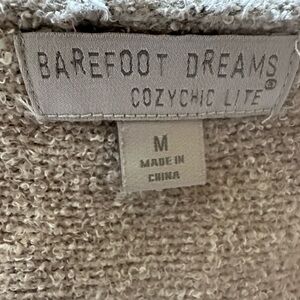 BAREFOOT DREAMS
COZYCHIC LITE®
M
MADE IN
CHINA